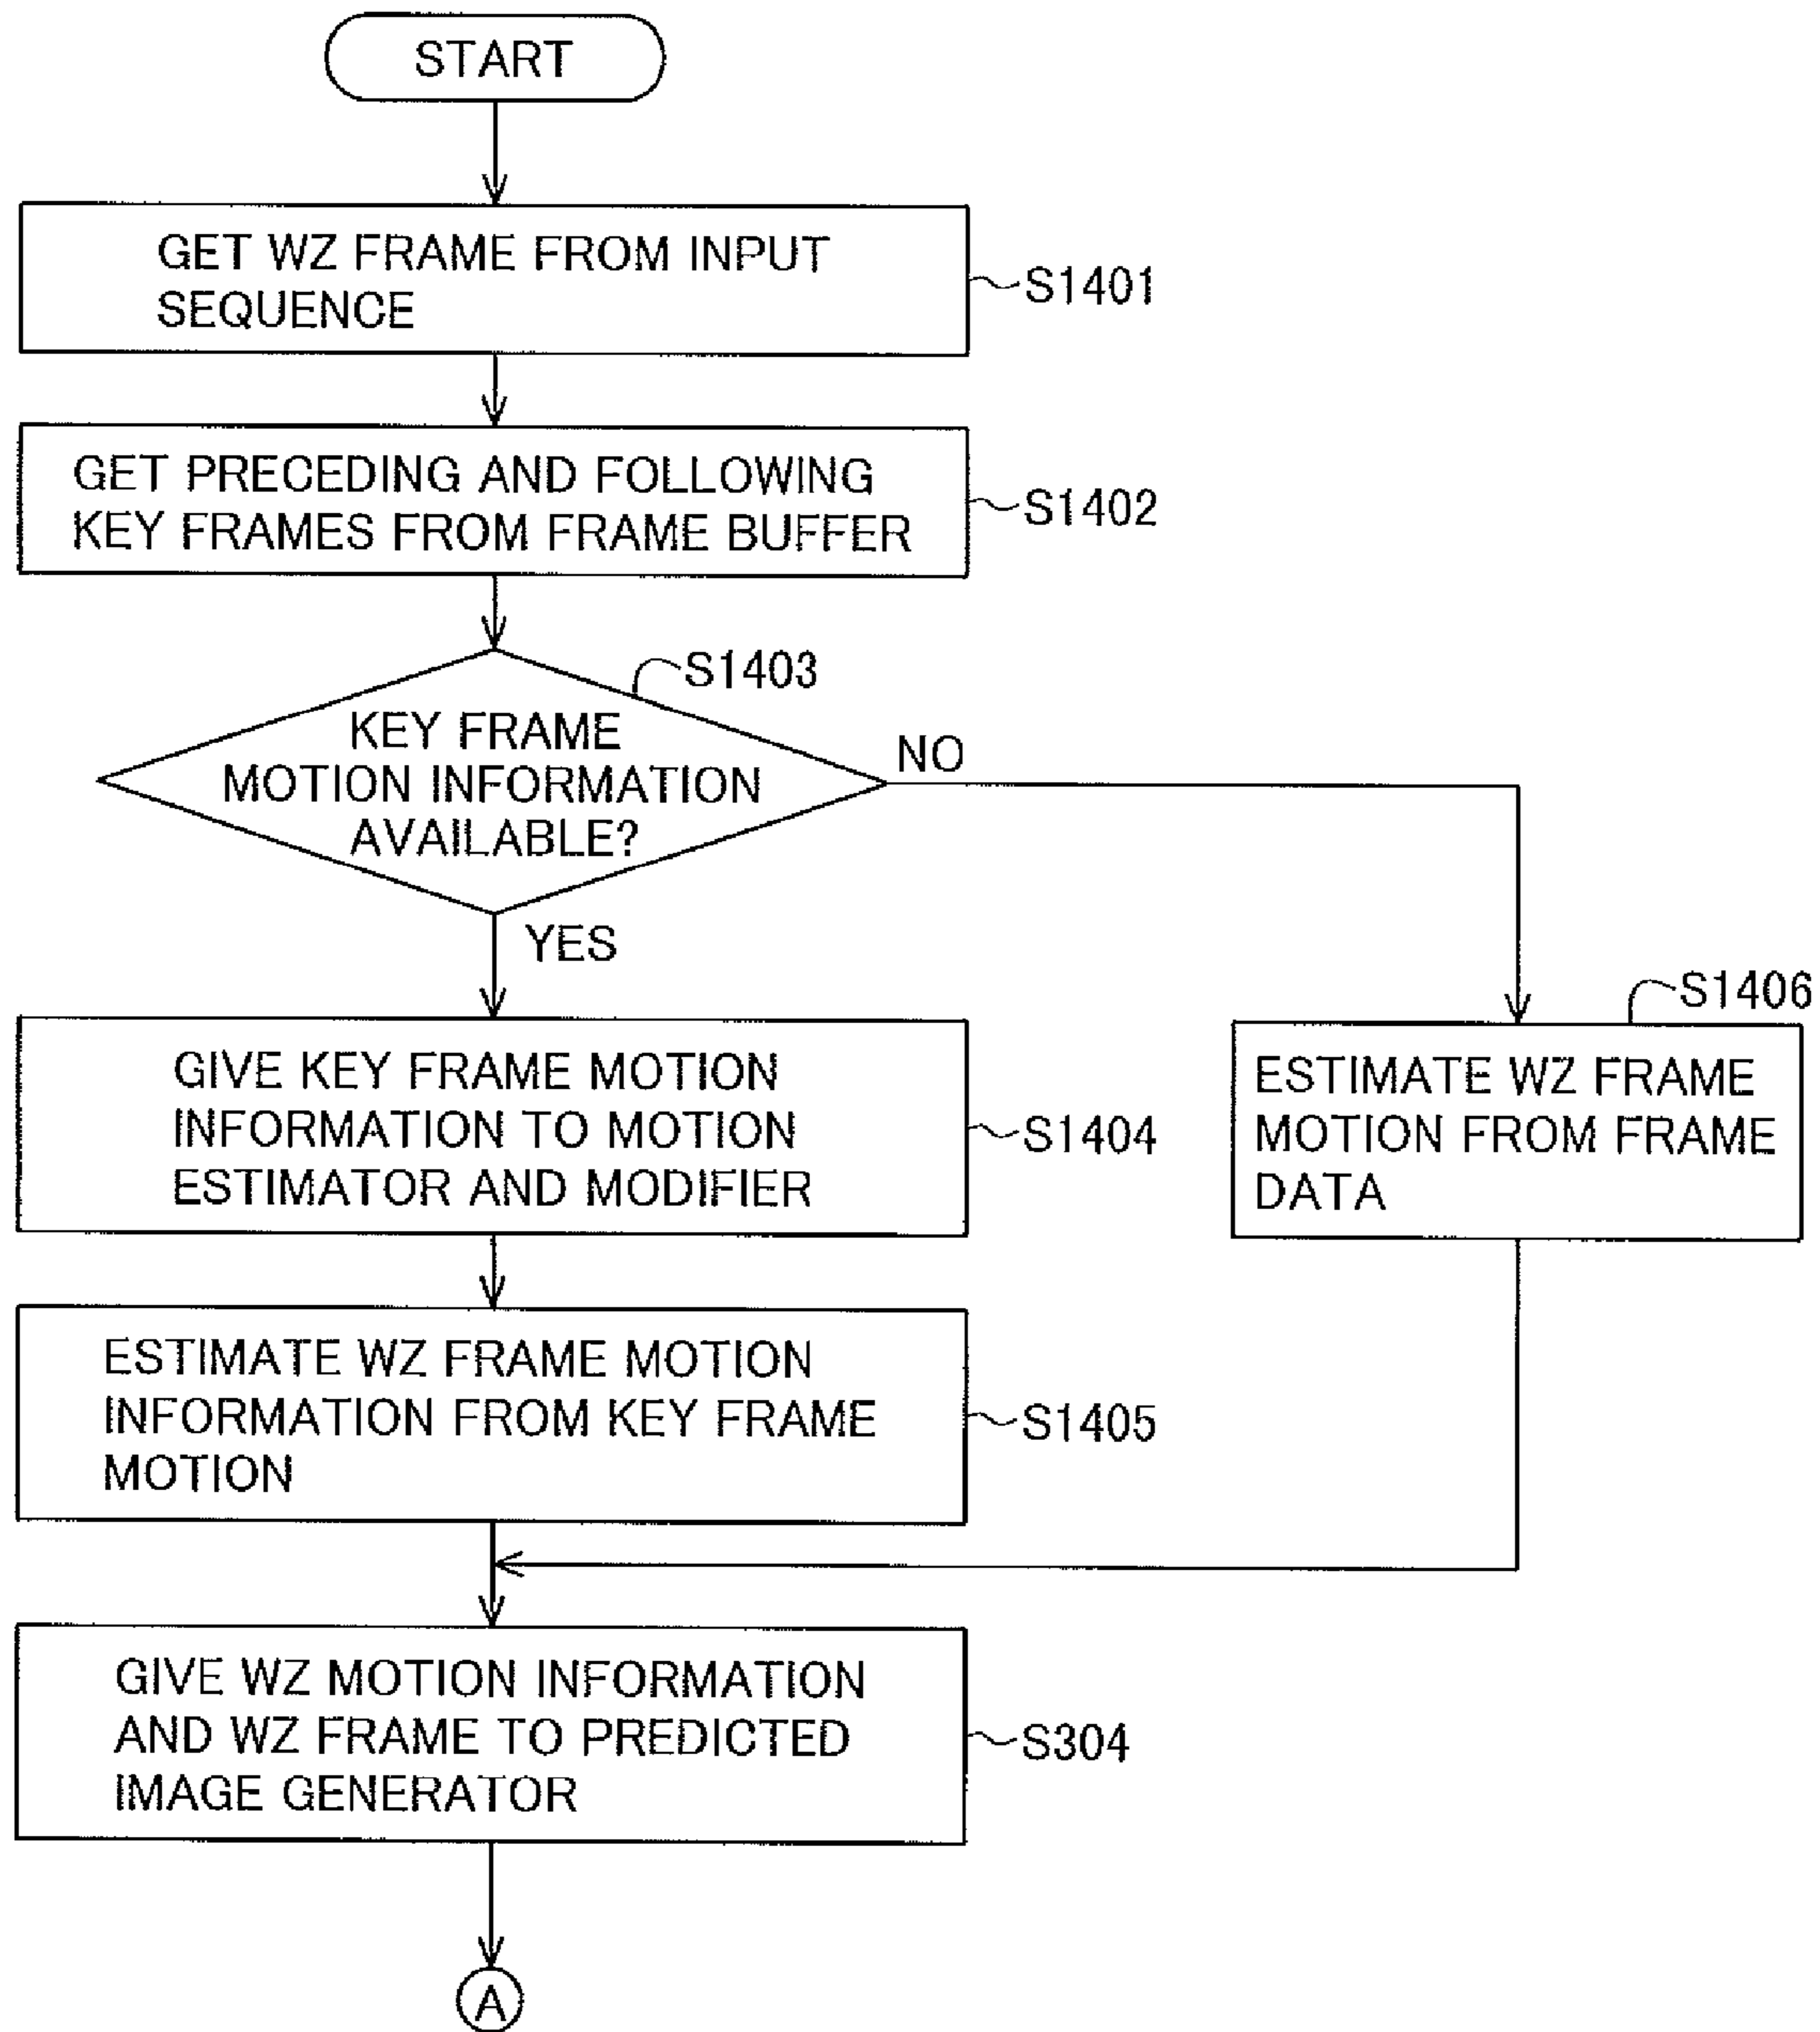 START
GET WZ FRAME FROM INPUT
SEQUENCE
S1401
GET PRECEDING AND FOLLOWING
KEY FRAMES FROM FRAME BUFFER
S1402
S1403
KEY FRAME
MOTION INFORMATION
AVAILABLE?
NO
YES
GIVE KEY FRAME MOTION
INFORMATION TO MOTION
ESTIMATOR AND MODIFIER
S1404
S1406
ESTIMATE WZ FRAME
MOTION FROM FRAME
DATA
ESTIMATE WZ FRAME MOTION
INFORMATION FROM KEY FRAME
MOTION
S1405
GIVE WZ MOTION INFORMATION
AND WZ FRAME TO PREDICTED
IMAGE GENERATOR
S304
A